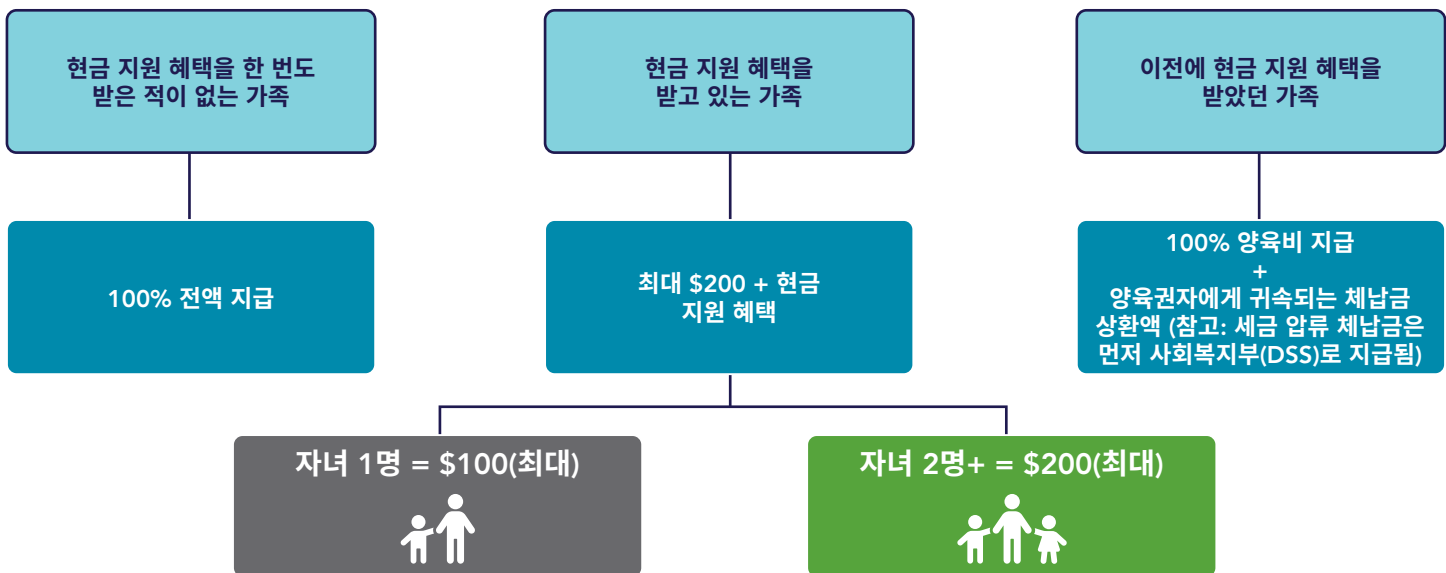 현금 지원 혜택을 한 번도
받은 적이 없는 가족
현금 지원 혜택을
받고 있는 가족
이전에 현금 지원 혜택을
받았던 가족
100% 전액 지급
최대 $200 + 현금
지원 혜택
100% 양육비 지급
+
양육권자에게 귀속되는 체납금
상환액 (참고: 세금 압류 체납금은
먼저 사회복지부(DSS)로 지급됨)
자녀 1명 = $100(최대)
자녀 2명+ = $200(최대)